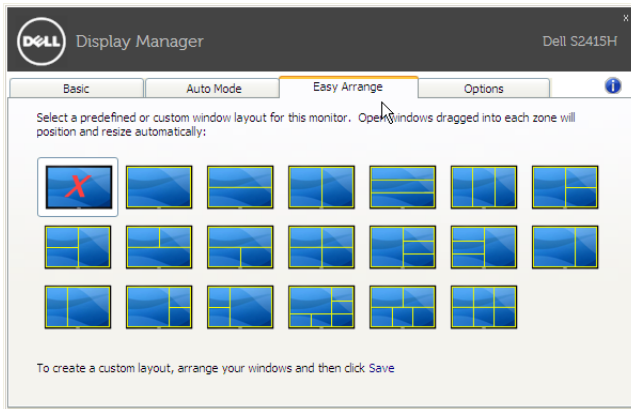 x
DELL Display Manager Dell S2415H
Basic Auto Mode Easy Arrange Options i
Select a predefined or custom window layout for this monitor. Open windows dragged into each zone will
position and resize automatically:
X
To create a custom layout, arrange your windows and then click Save